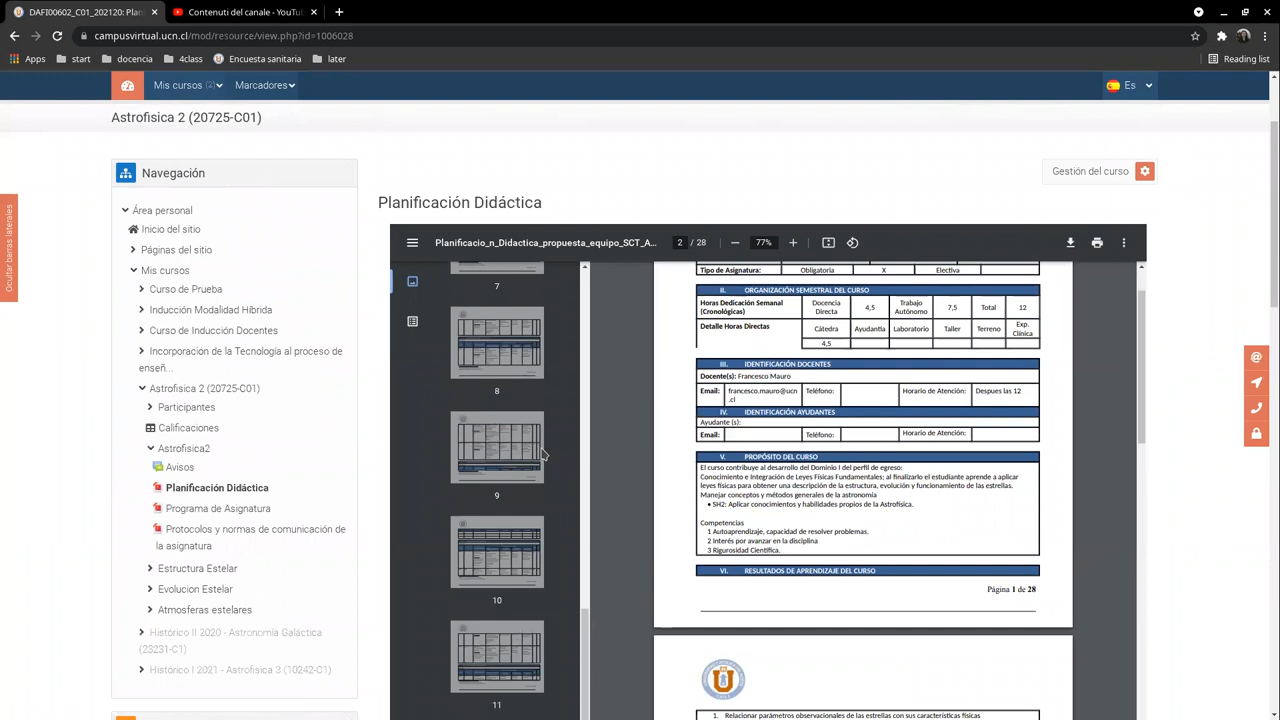 DAFI00602_C01_202120: Pla
Contenuti del canale - YouTu
campusvirtual.ucn.cl/mod/resource/view.php?id=1006028
Apps
start
docencia
4class
Encuesta sanitaria
later
Reading list
Mis cursos (2)
Marcadores
Es
Astrofisica 2 (20725-C01)
Ocultar barras laterales
Navegación
Área personal
Inicio del sitio
Páginas del sitio
Mis cursos
Curso de Prueba
Inducción Modalidad Híbrida
Curso de Inducción Docentes
Incorporación de la Tecnología al proceso de
enseñ...
Astrofisica 2 (20725-C01)
Participantes
Calificaciones
Astrofisica2
Avisos
Planificación Didáctica
Programa de Asignatura
Protocolos y normas de comunicación de
la asignatura
Estructura Estelar
Evolucion Estelar
Atmosferas estelares
Histórico II 2020 - Astronomía Galáctica
(23231-C1)
Histórico I 2021 - Astrofisica 3 (10242-C1)
Gestión del curso
Planificación Didáctica
Planificacio_n_Didactica_propuesta_equipo_SCT_A...
2 / 28
77%
7
8
9
10
11
Tipo de Asignatura: Obligatoria X Electiva
II. ORGANIZACIÓN SEMESTRAL DEL CURSO
Horas Dedicación Semanal (Cronológicas) Docencia Directa 4,5 Trabajo Autónomo 7,5 Total 12
Detalle Horas Directas Cátedra Ayudantía Laboratorio Taller Terreno Exp. Clínica
4,5
III. IDENTIFICACIÓN DOCENTES
Docente(s): Francesco Mauro
Email: francesco.mauro@ucn.cl Teléfono: Horario de Atención: Despues las 12
IV. IDENTIFICACIÓN AYUDANTES
Ayudante (s):
Email: Teléfono: Horario de Atención:
V. PROPÓSITO DEL CURSO
El curso contribuye al desarrollo del Dominio I del perfil de egreso:
Conocimiento e Integración de Leyes Físicas Fundamentales; al finalizarlo el estudiante aprende a aplicar
leyes físicas para obtener una descripción de la estructura, evolución y funcionamiento de las estrellas.
Manejar conceptos y métodos generales de la astronomía
• SH2: Aplicar conocimientos y habilidades propios de la Astrofísica.
Competencias
1 Autoaprendizaje, capacidad de resolver problemas.
2 Interés por avanzar en la disciplina
3 Rigurosidad Científica.
VI. RESULTADOS DE APRENDIZAJE DEL CURSO
Página 1 de 28
1. Relacionar parámetros observacionales de las estrellas con sus características físicas